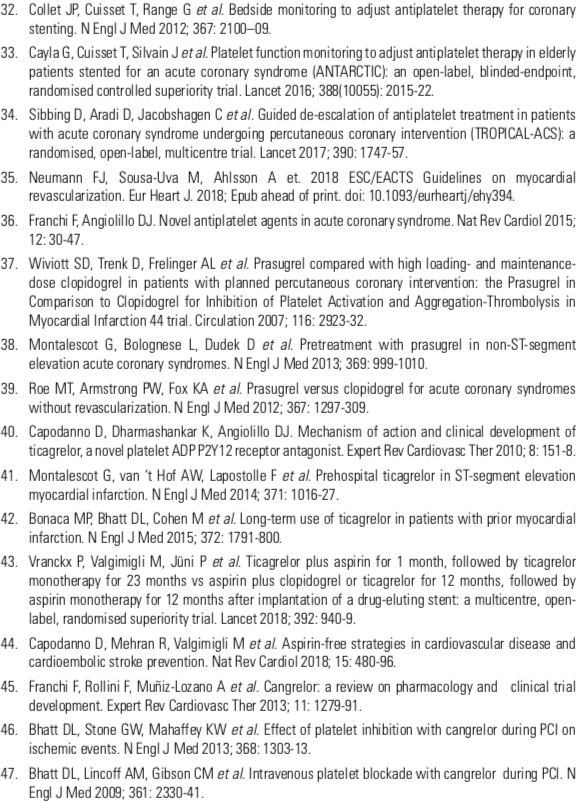 32. Collet JP, Cuisset T, Range G et al. Bedside monitoring to adjust antiplatelet therapy for coronary
stenting. N Engl J Med 2012; 367: 2100–09.
33. Cayla G, Cuisset T, Silvain J et al. Platelet function monitoring to adjust antiplatelet therapy in elderly
patients stented for an acute coronary syndrome (ANTARCTIC): an open-label, blinded-endpoint,
randomised controlled superiority trial. Lancet 2016; 388(10055): 2015-22.
34. Sibbing D, Aradi D, Jacobshagen C et al. Guided de-escalation of antiplatelet treatment in patients
with acute coronary syndrome undergoing percutaneous coronary intervention (TROPICAL-ACS): a
randomised, open-label, multicentre trial. Lancet 2017; 390: 1747-57.
35. Neumann FJ, Sousa-Uva M, Ahlsson A et. 2018 ESC/EACTS Guidelines on myocardial
revascularization. Eur Heart J. 2018; Epub ahead of print. doi: 10.1093/eurheartj/ehy394.
36. Franchi F, Angiolillo DJ. Novel antiplatelet agents in acute coronary syndrome. Nat Rev Cardiol 2015;
12: 30-47.
37. Wiviott SD, Trenk D, Frelinger AL et al. Prasugrel compared with high loading- and maintenance-
dose clopidogrel in patients with planned percutaneous coronary intervention: the Prasugrel in
Comparison to Clopidogrel for Inhibition of Platelet Activation and Aggregation-Thrombolysis in
Myocardial Infarction 44 trial. Circulation 2007; 116: 2923-32.
38. Montalescot G, Bolognese L, Dudek D et al. Pretreatment with prasugrel in non-ST-segment
elevation acute coronary syndromes. N Engl J Med 2013; 369: 999-1010.
39. Roe MT, Armstrong PW, Fox KA et al. Prasugrel versus clopidogrel for acute coronary syndromes
without revascularization. N Engl J Med 2012; 367: 1297-309.
40. Capodanno D, Dharmashankar K, Angiolillo DJ. Mechanism of action and clinical development of
ticagrelor, a novel platelet ADP P2Y12 receptor antagonist. Expert Rev Cardiovasc Ther 2010; 8: 151-8.
41. Montalescot G, van ‘t Hof AW, Lapostolle F et al. Prehospital ticagrelor in ST-segment elevation
myocardial infarction. N Engl J Med 2014; 371: 1016-27.
42. Bonaca MP, Bhatt DL, Cohen M et al. Long-term use of ticagrelor in patients with prior myocardial
infarction. N Engl J Med 2015; 372: 1791-800.
43. Vranckx P, Valgimigli M, Jüni P et al. Ticagrelor plus aspirin for 1 month, followed by ticagrelor
monotherapy for 23 months vs aspirin plus clopidogrel or ticagrelor for 12 months, followed by
aspirin monotherapy for 12 months after implantation of a drug-eluting stent: a multicentre, open-
label, randomised superiority trial. Lancet 2018; 392: 940-9.
44. Capodanno D, Mehran R, Valgimigli M et al. Aspirin-free strategies in cardiovascular disease and
cardioembolic stroke prevention. Nat Rev Cardiol 2018; 15: 480-96.
45. Franchi F, Rollini F, Muñiz-Lozano A et al. Cangrelor: a review on pharmacology and clinical trial
development. Expert Rev Cardiovasc Ther 2013; 11: 1279-91.
46. Bhatt DL, Stone GW, Mahaffey KW et al. Effect of platelet inhibition with cangrelor during PCI on
ischemic events. N Engl J Med 2013; 368: 1303-13.
47. Bhatt DL, Lincoff AM, Gibson CM et al. Intravenous platelet blockade with cangrelor during PCI. N
Engl J Med 2009; 361: 2330-41.